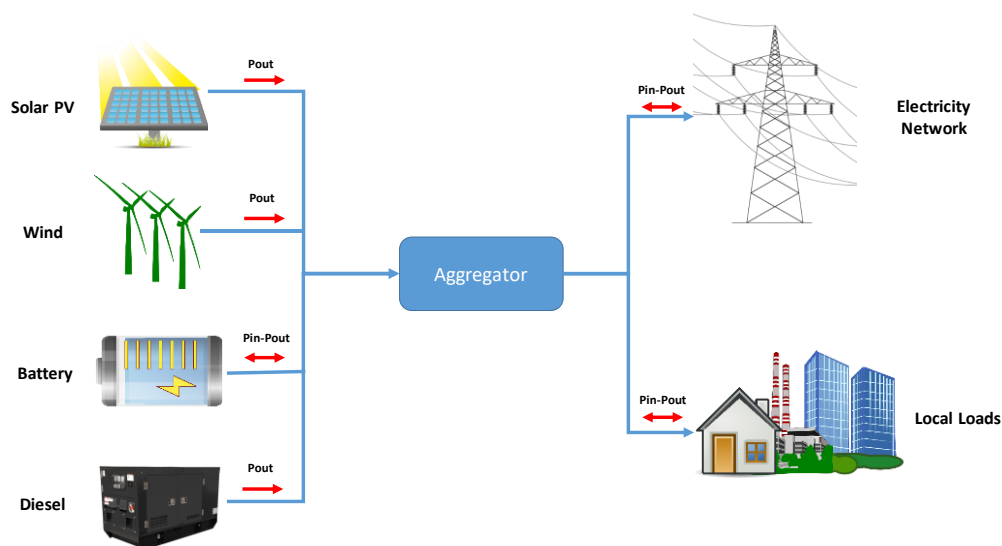 Pout
Solar PV
Pin-Pout
Electricity
Network
Pout
Wind
Aggregator
Pin-Pout
Battery
Pin-Pout
Local Loads
Pout
Diesel